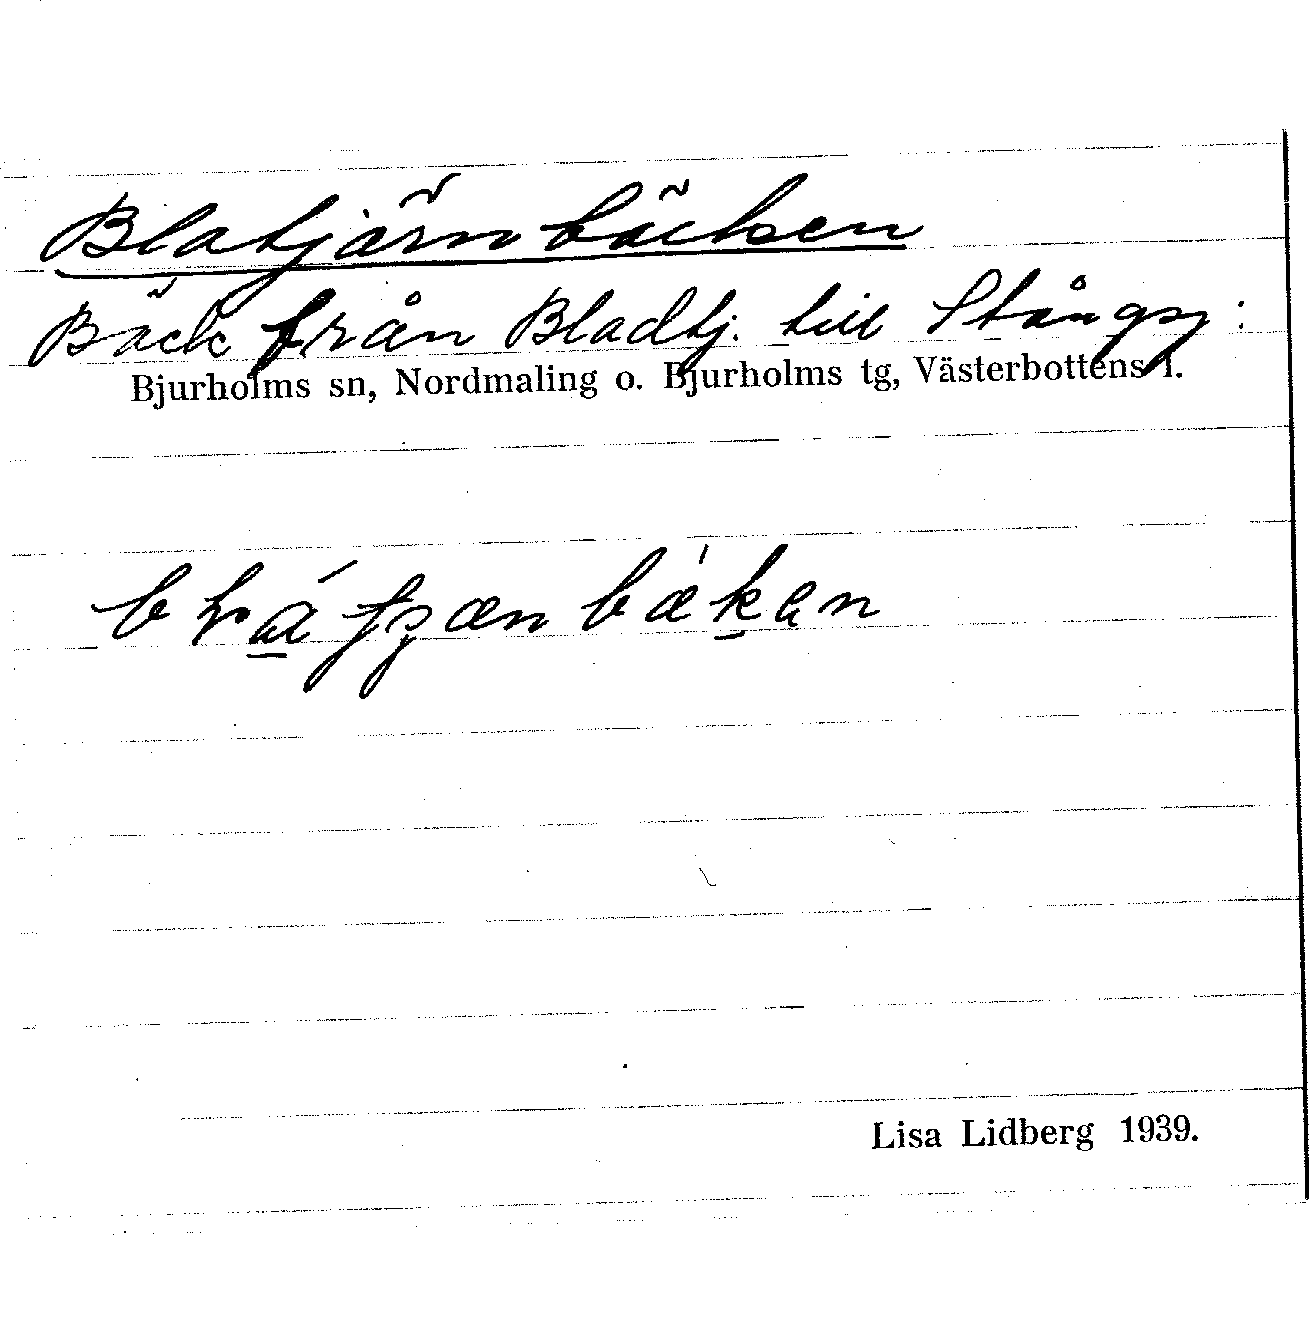 Blatjärnbäcken
Bäck från Bladtj. till Stångsj.
Bjurholms sn, Nordmaling o. Bjurholms tg, Västerbottens l.
Lisa Lidberg 1939.